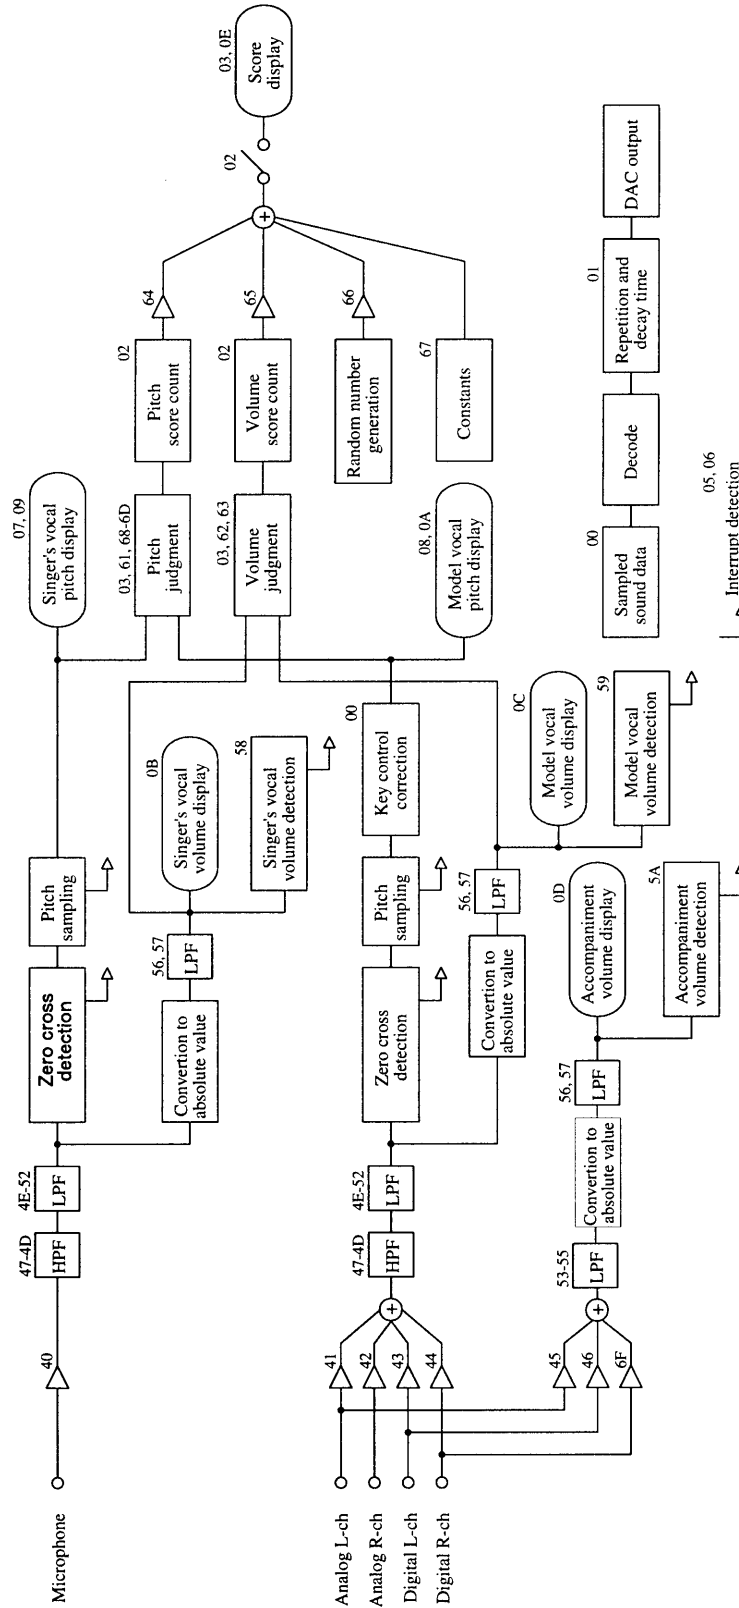 Microphone
40
47-4D
HPF
4E-52
LPF
Zero cross
detection
Pitch
sampling
07, 09
Singer's vocal
pitch display
Convertion to
absolute value
56, 57
LPF
0B
Singer's vocal
volume display
58
Singer's vocal
volume detection
03, 61, 68-6D
Pitch
judgment
02
Pitch
score count
64
03, 62, 63
Volume
judgment
02
Volume
score count
65
Random number
generation
66
67
Constants
+
02
03, 0E
Score
display
Analog L-ch
Analog R-ch
Digital L-ch
Digital R-ch
41
42
43
44
+
47-4D
HPF
4E-52
LPF
Zero cross
detection
Pitch
sampling
00
Key control
correction
08, 0A
Model vocal
pitch display
Convertion to
absolute value
56, 57
LPF
0C
Model vocal
volume display
59
Model vocal
volume detection
45
46
6F
+
53-55
LPF
Convertion to
absolute value
56, 57
LPF
0D
Accompaniment
volume display
5A
Accompaniment
volume detection
00
Sampled
sound data
Decode
01
Repetition and
decay time
DAC output
05, 06
Interrupt detection